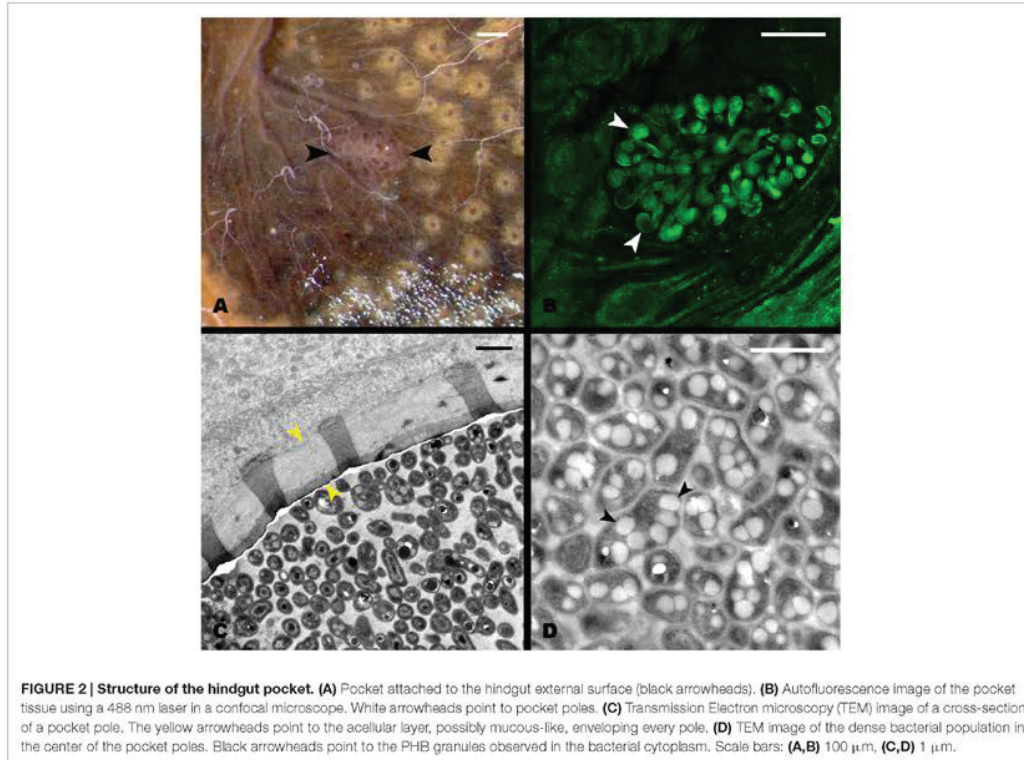 A
B
C
D
FIGURE 2 | Structure of the hindgut pocket. (A) Pocket attached to the hindgut external surface (black arrowheads). (B) Autofluorescence image of the pocket
tissue using a 488 nm laser in a confocal microscope. White arrowheads point to pocket poles. (C) Transmission Electron microscopy (TEM) image of a cross-section
of a pocket pole. The yellow arrowheads point to the acellular layer, possibly mucous-like, enveloping every pole. (D) TEM image of the dense bacterial population in
the center of the pocket poles. Black arrowheads point to the PHB granules observed in the bacterial cytoplasm. Scale bars: (A,B) 100 μm, (C,D) 1 μm.